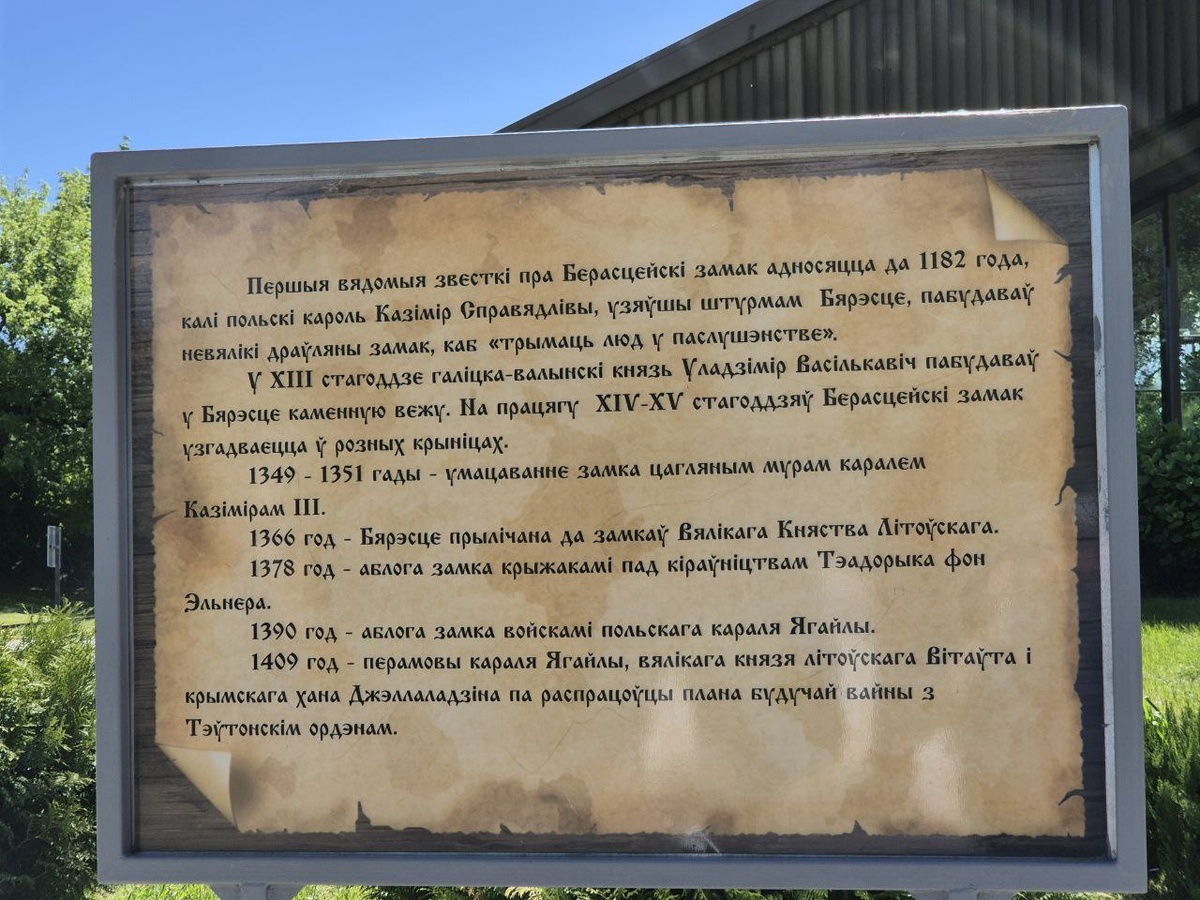 Першыя вядомыя звесткі пра Берасцейскі замак адносяцца да 1182 года,
калі польскі кароль Казімір Справядлівы, узяўшы штурмам Бярэсце, пабудаваў
невялікі драўляны замак, каб «трымаць люд у паслушэнстве».
У XIII стагоддзе галіцка-валынскі князь Уладзімір Васількавіч пабудаваў
у Бярэсце каменную вежу. На працягу XIV-XV стагоддзяў Берасцейскі замак
узгадваецца ў розных крыніцах.
1349 - 1351 гады - умацаванне замка цагляным мурам каралем
Казімірам III.
1366 год - Бярэсце прылічана да замкаў Вялікага Княства Літоўскага.
1378 год - аблога замка крыжакамі пад кіраўніцтвам Тэадорыка фон
Эльнера.
1390 год - аблога замка войскамі польскага караля Ягайлы.
1409 год - перамовы караля Ягайлы, вялікага князя літоўскага Вітаўта і
крымскага хана Джэллаладзіна па распрацоўцы плана будучай вайны з
Тэўтонскім ордэнам.